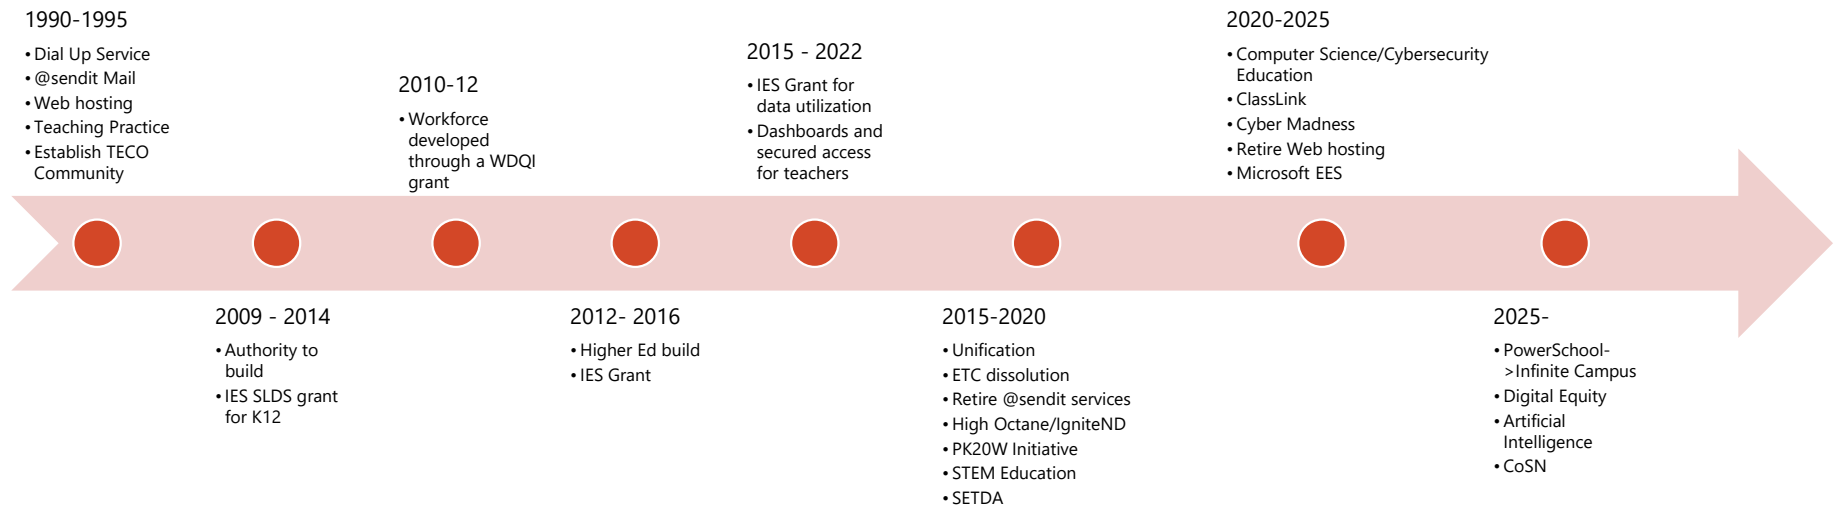 1990-1995
• Dial Up Service
• @sendit Mail
• Web hosting
• Teaching Practice
• Establish TECO
Community
2009 - 2014
• Authority to
build
• IES SLDS grant
for K12
2010-12
• Workforce
developed
through a WDQI
grant
2012- 2016
• Higher Ed build
• IES Grant
2015 - 2022
• IES Grant for
data utilization
• Dashboards and
secured access
for teachers
2015-2020
• Unification
• ETC dissolution
• Retire @sendit services
• High Octane/IgniteND
• PK20W Initiative
• STEM Education
• SETDA
2020-2025
• Computer Science/Cybersecurity
Education
• ClassLink
• Cyber Madness
• Retire Web hosting
• Microsoft EES
2025-
• PowerSchool-
>Infinite Campus
• Digital Equity
• Artificial
Intelligence
• CoSN